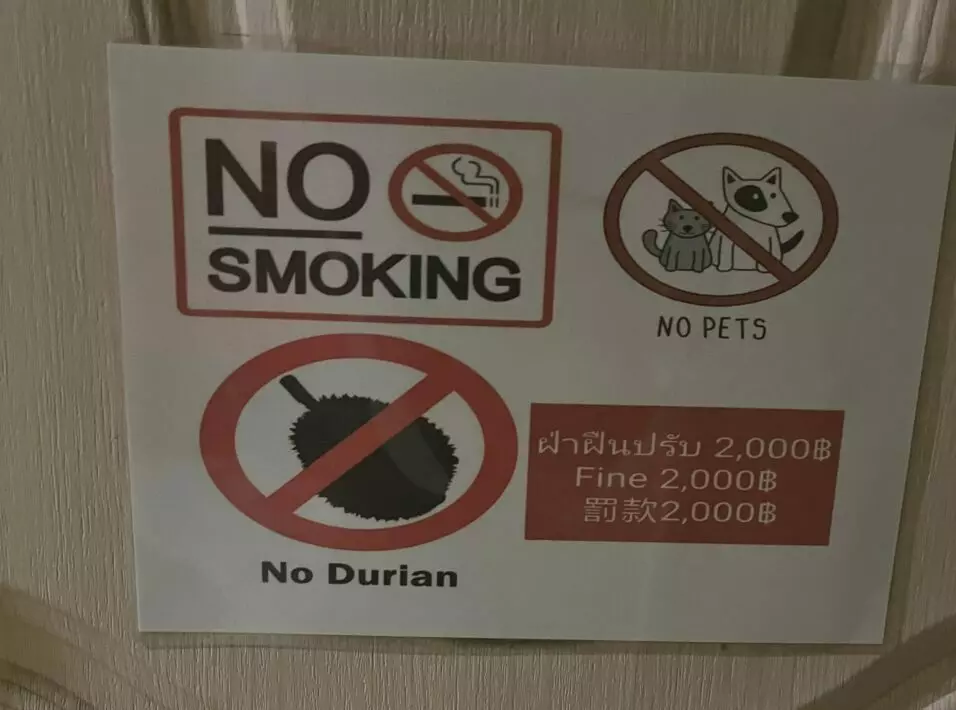 NO
SMOKING
NO PETS
No Durian
ฝ่าฝืนปรับ 2,000฿
Fine 2,000฿
罰款2,000฿